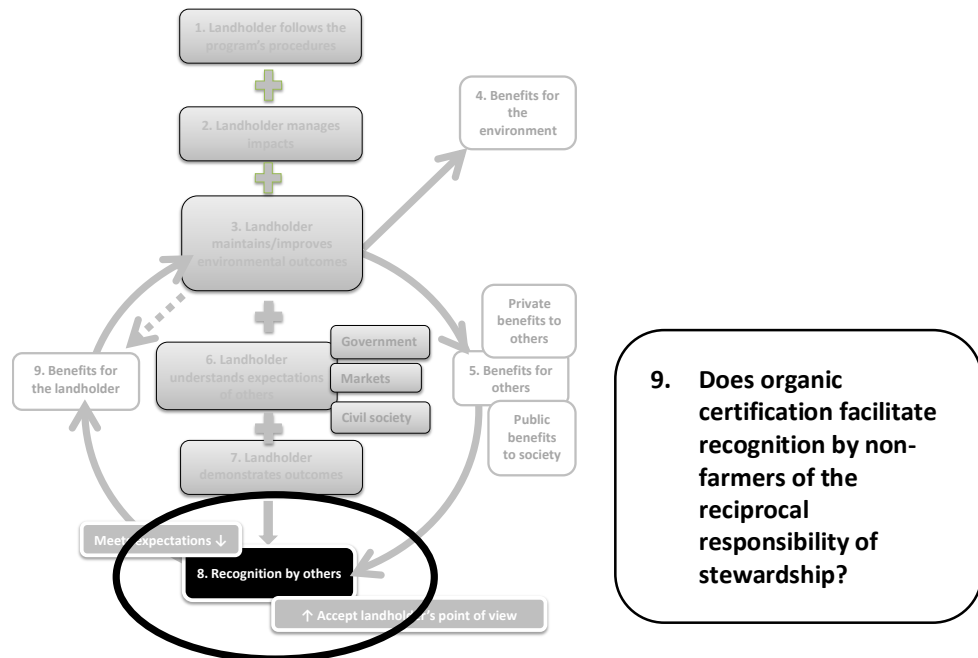 1. Landholder follows the
program's procedures
2. Landholder manages
impacts
4. Benefits for
the
environment
3. Landholder
maintains/improves
environmental outcomes
Private
benefits to
others
Government
6. Landholder
understands expectations
of others
Markets
Civil society
5. Benefits for
others
9. Benefits for
the landholder
Public
benefits
to society
7. Landholder
demonstrates outcomes
Meets expectations ↓
8. Recognition by others
↑ Accept landholder's point of view
9. Does organic
certification facilitate
recognition by non-
farmers of the
reciprocal
responsibility of
stewardship?